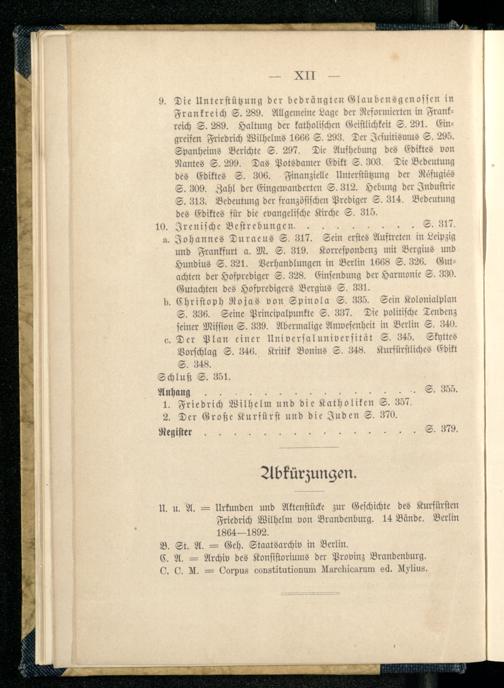 — XII —
9. Die Unterstützung der bedrängten Glaubensgenossen in
Frankreich S. 289. Allgemeine Lage der Reformierten in Frank-
reich S. 289. Haltung der katholischen Geistlichkeit S. 291. Ein-
greifen Friedrich Wilhelms 1666 S. 293. Der Jesuitismus S. 295.
Spanheims Berichte S. 297. Die Aufhebung des Ediktes von
Nantes S. 299. Das Potsdamer Edikt S. 303. Die Bedeutung
des Ediktes S. 306. Finanzielle Unterstützung der Réfugiés
S. 309. Zahl der Eingewanderten S. 312. Hebung der Industrie
S. 313. Bedeutung der französischen Prediger S. 314. Bedeutung
des Ediktes für die evangelische Kirche S. 315.
10. Irenische Bestrebungen. . . . . . . . . S. 317.
a. Johannes Duraeus S. 317. Sein erstes Auftreten in Leipzig
und Frankfurt a. M. S. 319. Korrespondenz mit Bergius und
Hundius S. 321. Verhandlungen in Berlin 1668 S. 326. Gut-
achten der Hofprediger S. 328. Einsendung der Harmonie S. 330.
Gutachten des Hofpredigers Bergius S. 331.
b. Christoph Rojas von Spinola S. 335. Sein Kolonialplan
S. 336. Seine Principalpunkte S. 337. Die politische Tendenz
seiner Mission S. 339. Abermalige Anwesenheit in Berlin S. 340.
c. Der Plan einer Universaluniversität S. 345. Skyttes
Vorschlag S. 346. Kritik Bonins S. 348. Kurfürstliches Edikt
S. 348.
Schluß S. 351.
Anhang . . . . . . . . . . . . . . S. 355.
1. Friedrich Wilhelm und die Katholiken S. 357.
2. Der Große Kurfürst und die Juden S. 370.
Register . . . . . . . . . . . . . . S. 379.
Abkürzungen.
U. u. A. = Urkunden und Aktenstücke zur Geschichte des Kurfürsten
Friedrich Wilhelm von Brandenburg. 14 Bände. Berlin
1864—1892.
B. St. A. = Geh. Staatsarchiv in Berlin.
C. A. = Archiv des Konsistoriums der Provinz Brandenburg.
C. C. M. = Corpus constitutionum Marchicarum ed. Mylius.